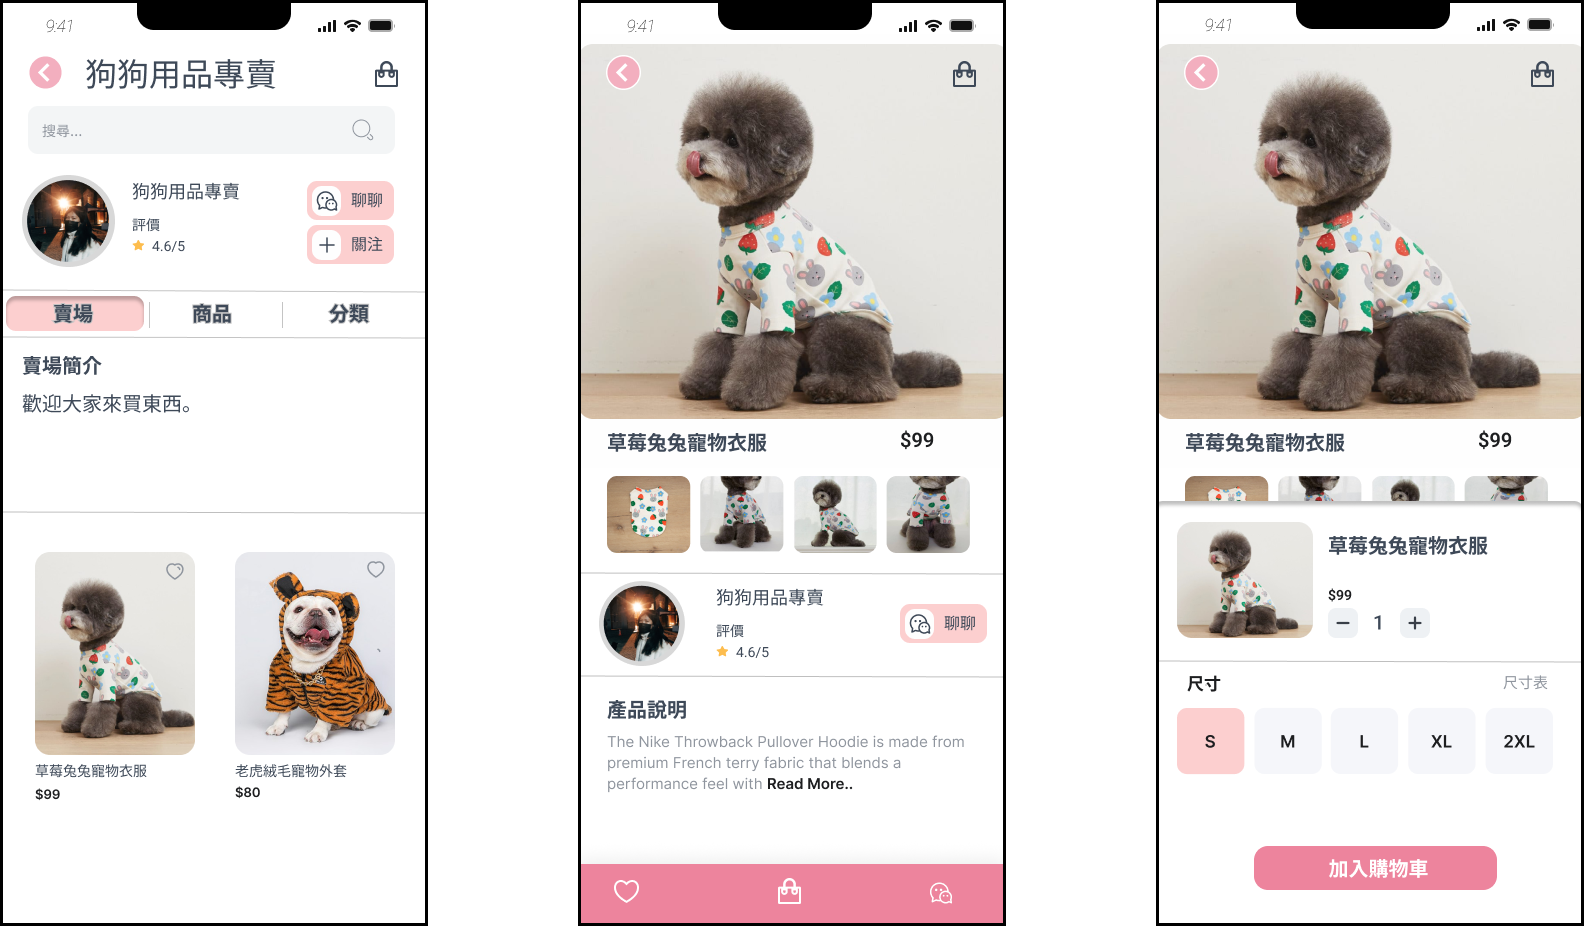 9:41
狗狗用品專賣
搜尋...
狗狗用品專賣
評價
4.6/5
聊聊
關注
賣場
商品
分類
賣場簡介
歡迎大家來買東西。
草莓兔兔寵物衣服
$99
老虎絨毛寵物外套
$80
9:41
草莓兔兔寵物衣服
$99
狗狗用品專賣
評價
4.6/5
聊聊
產品說明
The Nike Throwback Pullover Hoodie is made from
premium French terry fabric that blends a
performance feel with Read More..
9:41
草莓兔兔寵物衣服
$99
草莓兔兔寵物衣服
$99
1
尺寸
尺寸表
S
M
L
XL
2XL
加入購物車